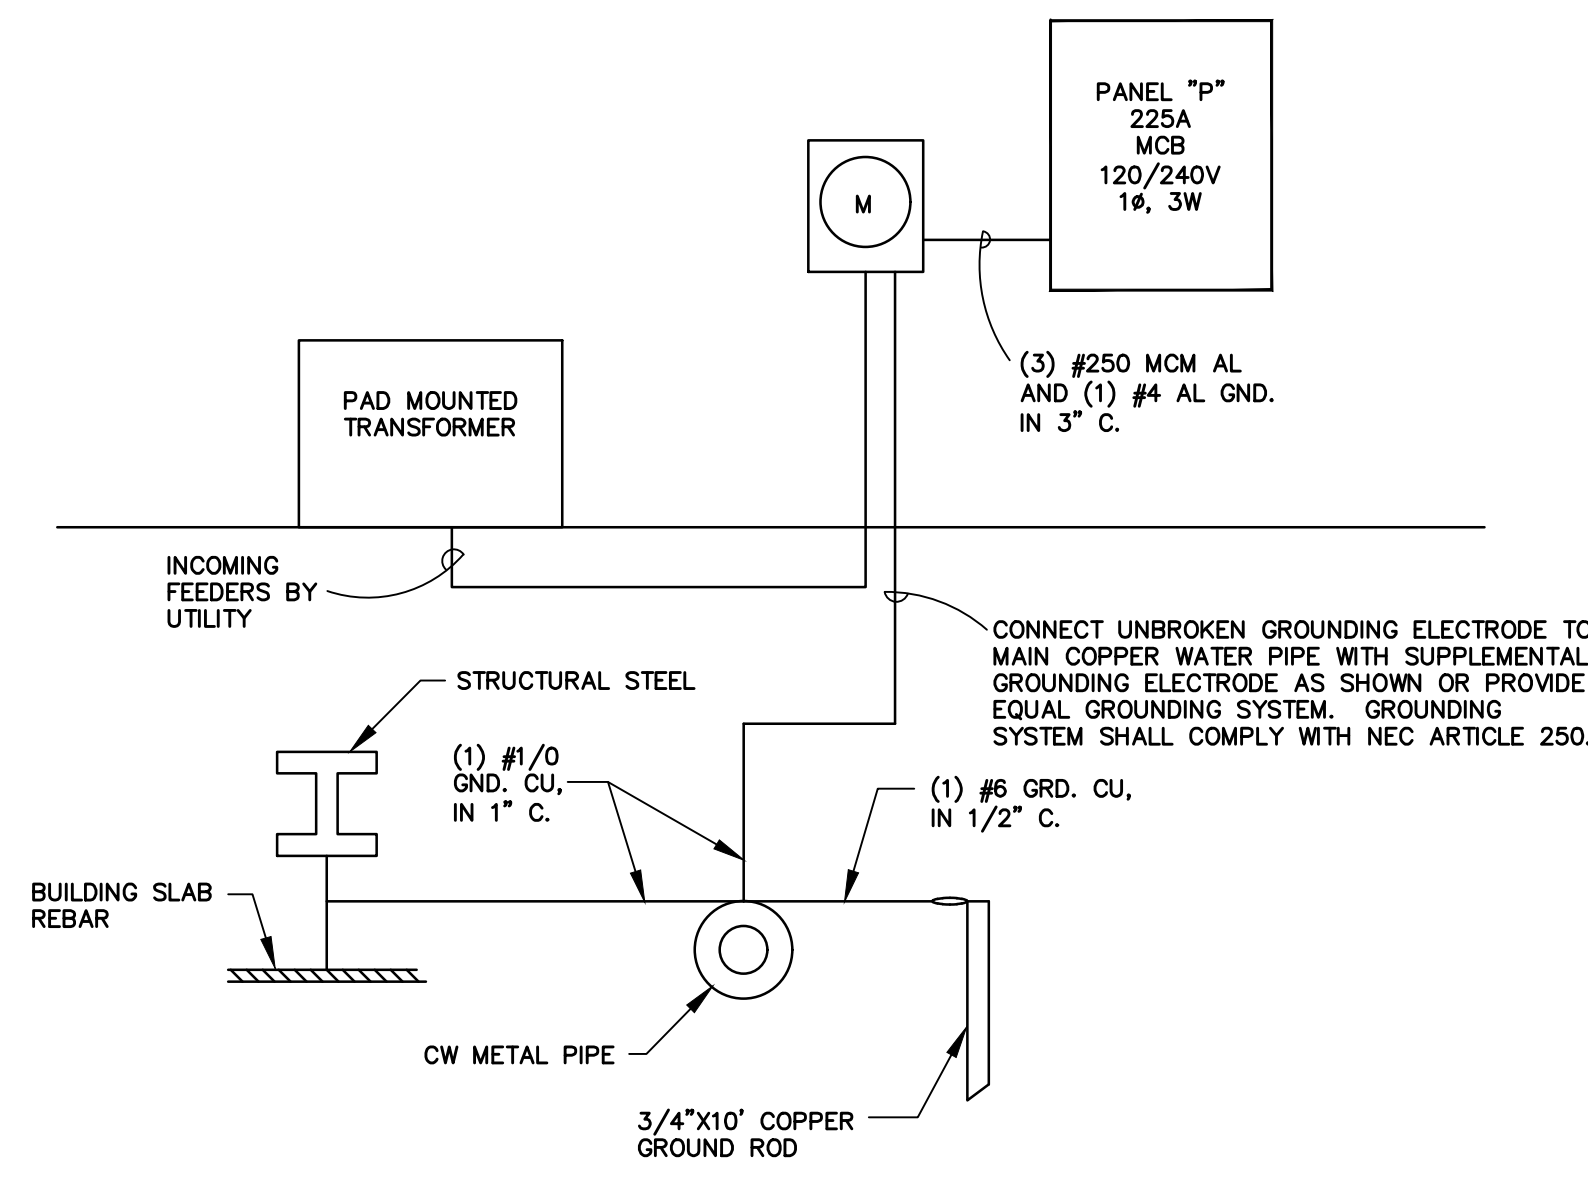 PANEL "P"
225A
MCB
120/240V
1ø, 3W
M
(3) #250 MCM AL
AND (1) #4 AL GND.
IN 3" C.
PAD MOUNTED
TRANSFORMER
INCOMING
FEEDERS BY
UTILITY
CONNECT UNBROKEN GROUNDING ELECTRODE TO
MAIN COPPER WATER PIPE WITH SUPPLEMENTAL
GROUNDING ELECTRODE AS SHOWN OR PROVIDE
EQUAL GROUNDING SYSTEM. GROUNDING
SYSTEM SHALL COMPLY WITH NEC ARTICLE 250.
STRUCTURAL STEEL
(1) #1/0
GND. CU,
IN 1" C.
(1) #6 GRD. CU,
IN 1/2" C.
BUILDING SLAB
REBAR
CW METAL PIPE
3/4"X10' COPPER
GROUND ROD